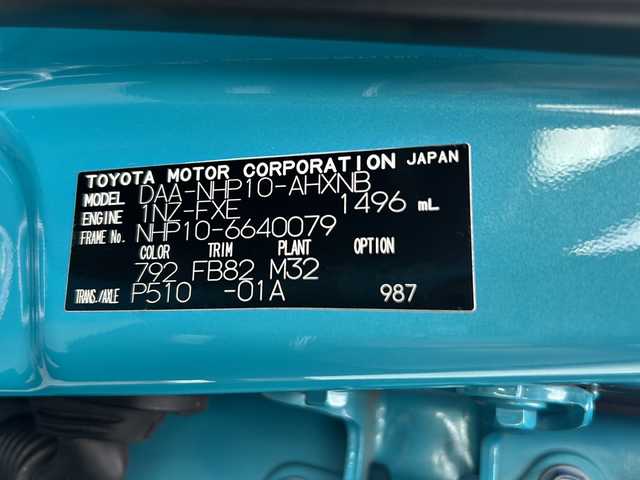 TOYOTA MOTOR CORPORATION JAPAN
MODEL DAA-NHP10-AHXNB
ENGINE 1NZ-FXE 1496 mL
FRAME No. NHP10-6640079
COLOR TRIM PLANT OPTION
792 FB82 M32
TRANS./AXLE P510 -01A 987